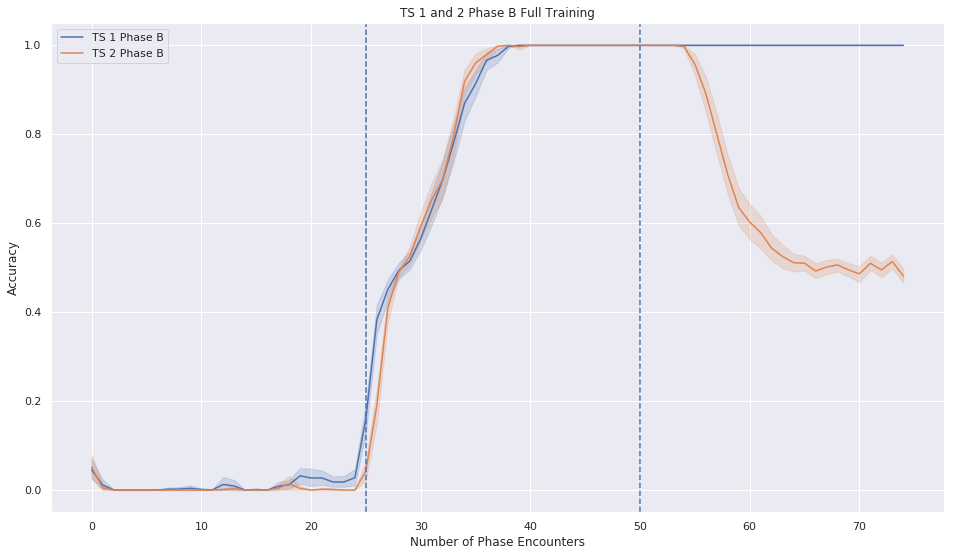 TS 1 and 2 Phase B Full Training
TS 1 Phase B
TS 2 Phase B
1.0
0.8
0.6
0.4
0.2
0.0
Accuracy
0 10 20 30 40 50 60 70
Number of Phase Encounters